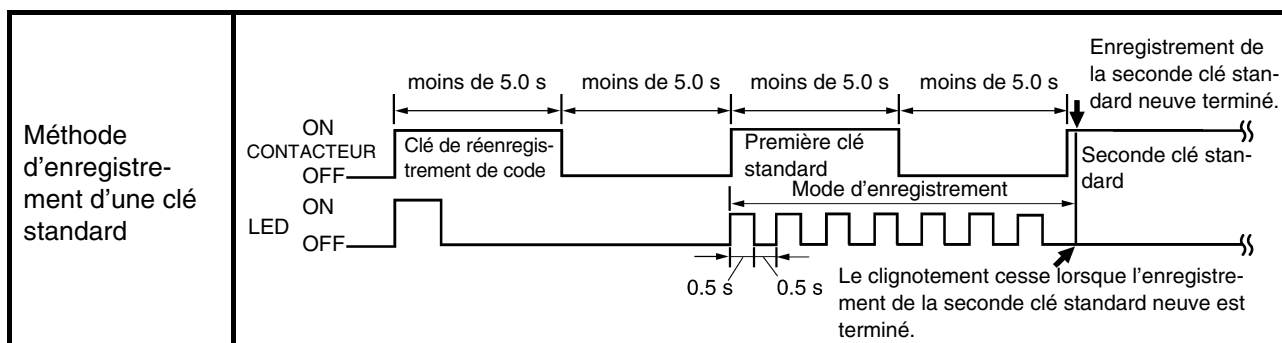 Méthode
d'enregistre-
ment d'une clé
standard
moins de 5.0 s
moins de 5.0 s
moins de 5.0 s
moins de 5.0 s
Enregistrement de
la seconde clé stan-
dard neuve terminé.
ON
CONTACTEUR
OFF
Clé de réenregis-
trement de code
Première clé
standard
Seconde clé stan-
dard
Mode d'enregistrement
ON
LED
OFF
0.5 s
0.5 s
Le clignotement cesse lorsque l'enregistre-
ment de la seconde clé standard neuve est
terminé.